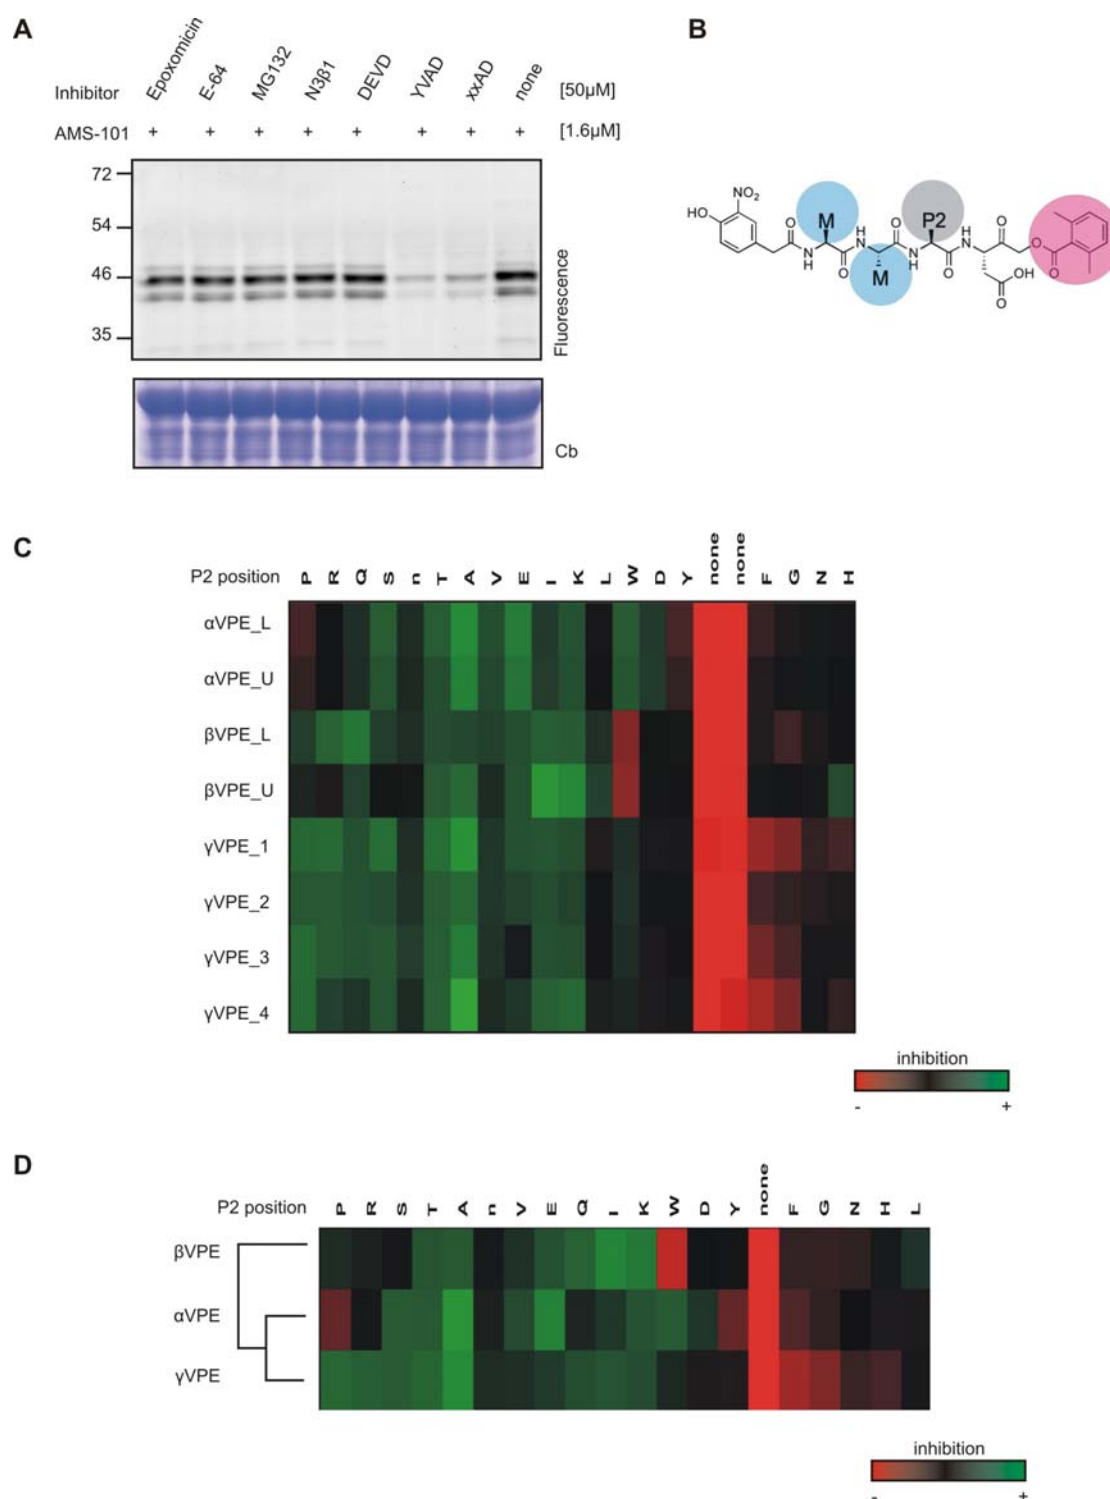 A
Inhibitor Epoxomicin E-64 MG132 N3β1 DEVD YVAD xxAD none [50µM]
AMS-101 + + + + + + + + [1.6µM]
72
54
46
35
Fluorescence
Cb
B
NO2
HO
O
M
N
H
O
H
N
M
O
N
H
P2
O
H
N
O
O
O
OH
O
C
P2 position P R Q S n T A V E I K L W D Y none none F G N H
αVPE_L
αVPE_U
βVPE_L
βVPE_U
γVPE_1
γVPE_2
γVPE_3
γVPE_4
inhibition
- +
D
P2 position P R S T A n V E Q I K W D Y none F G N H L
βVPE
αVPE
γVPE
inhibition
- +